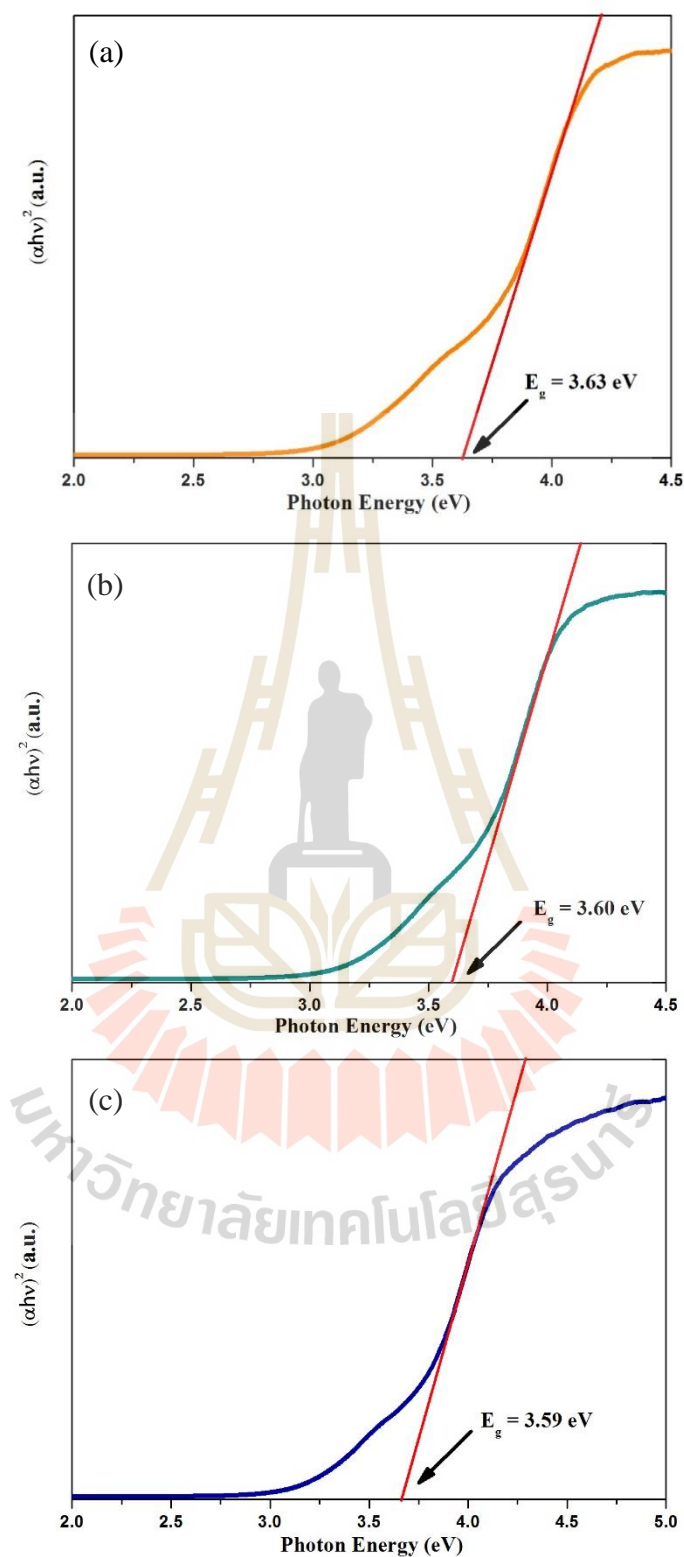 (a)
(αhν)² (a.u.)
E_g = 3.63 eV
2.0 2.5 3.0 3.5 4.0 4.5
Photon Energy (eV)
(b)
(αhν)² (a.u.)
E_g = 3.60 eV
2.0 2.5 3.0 3.5 4.0 4.5
Photon Energy (eV)
(c)
(αhν)² (a.u.)
มหาวิทยาลัยเทคโนโลยีสุรนารี
E_g = 3.59 eV
2.0 2.5 3.0 3.5 4.0 4.5 5.0
Photon Energy (eV)